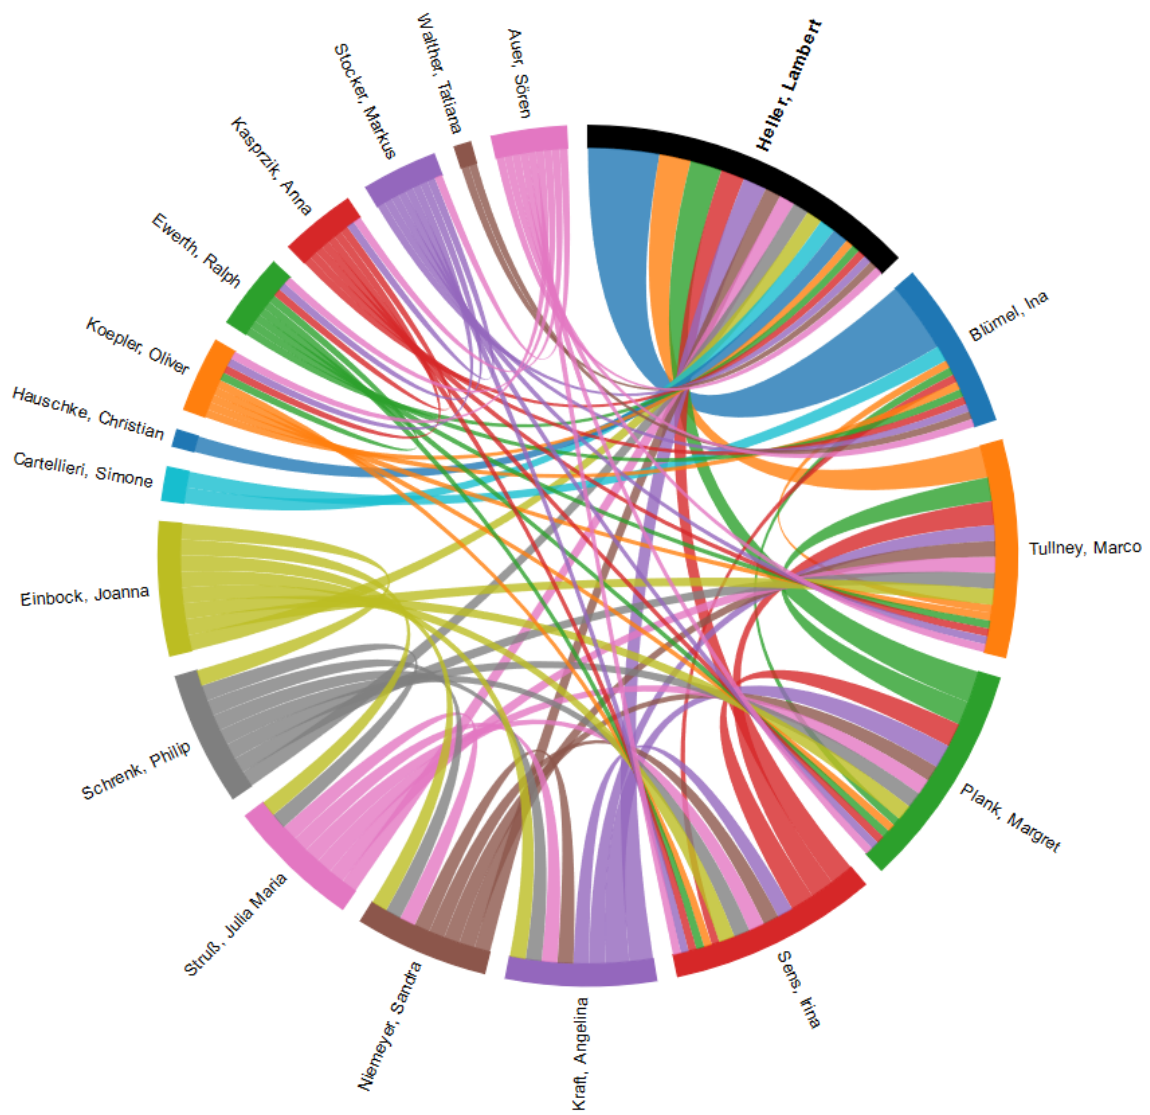 Heller, Lambert
Blümel, Ina
Tullney, Marco
Plank, Margret
Sens, Irina
Kraft, Angelina
Niemeyer, Sandra
Struß, Julia Maria
Schrenk, Philip
Einbock, Joanna
Cartellieri, Simone
Hauschke, Christian
Koepler, Oliver
Ewerth, Ralph
Kasprzik, Anna
Stocker, Markus
Walther, Tatiana
Auer, Sören